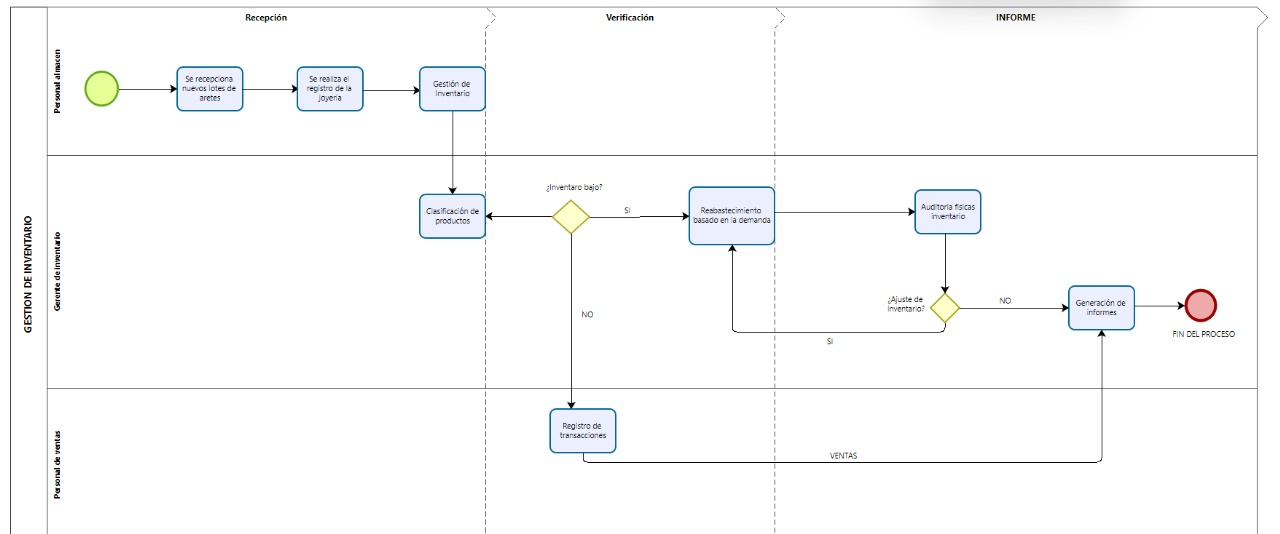 Recepción
Verificación
INFORME
GESTION DE INVENTARIO
Personal almacen
Se recepciona
nuevos lotes de
aretes
Se realiza el
registro de la
joyeria
Gestión de
inventario
Gerente de inventario
Clasificación de
productos
¿Inventaro bajo?
SI
NO
Reabastecimiento
basado en la demanda
Auditoria fisicas
inventario
¿Ajuste de
inventario?
NO
SI
Generación de
informes
FIN DEL PROCESO
Personal de ventas
Registro de
transacciones
VENTAS